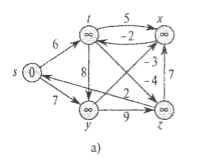 t 5 x
∞ -2 ∞
6
s 0 8 -3 7
-4
7 2
∞ 9 ∞
y z
a)